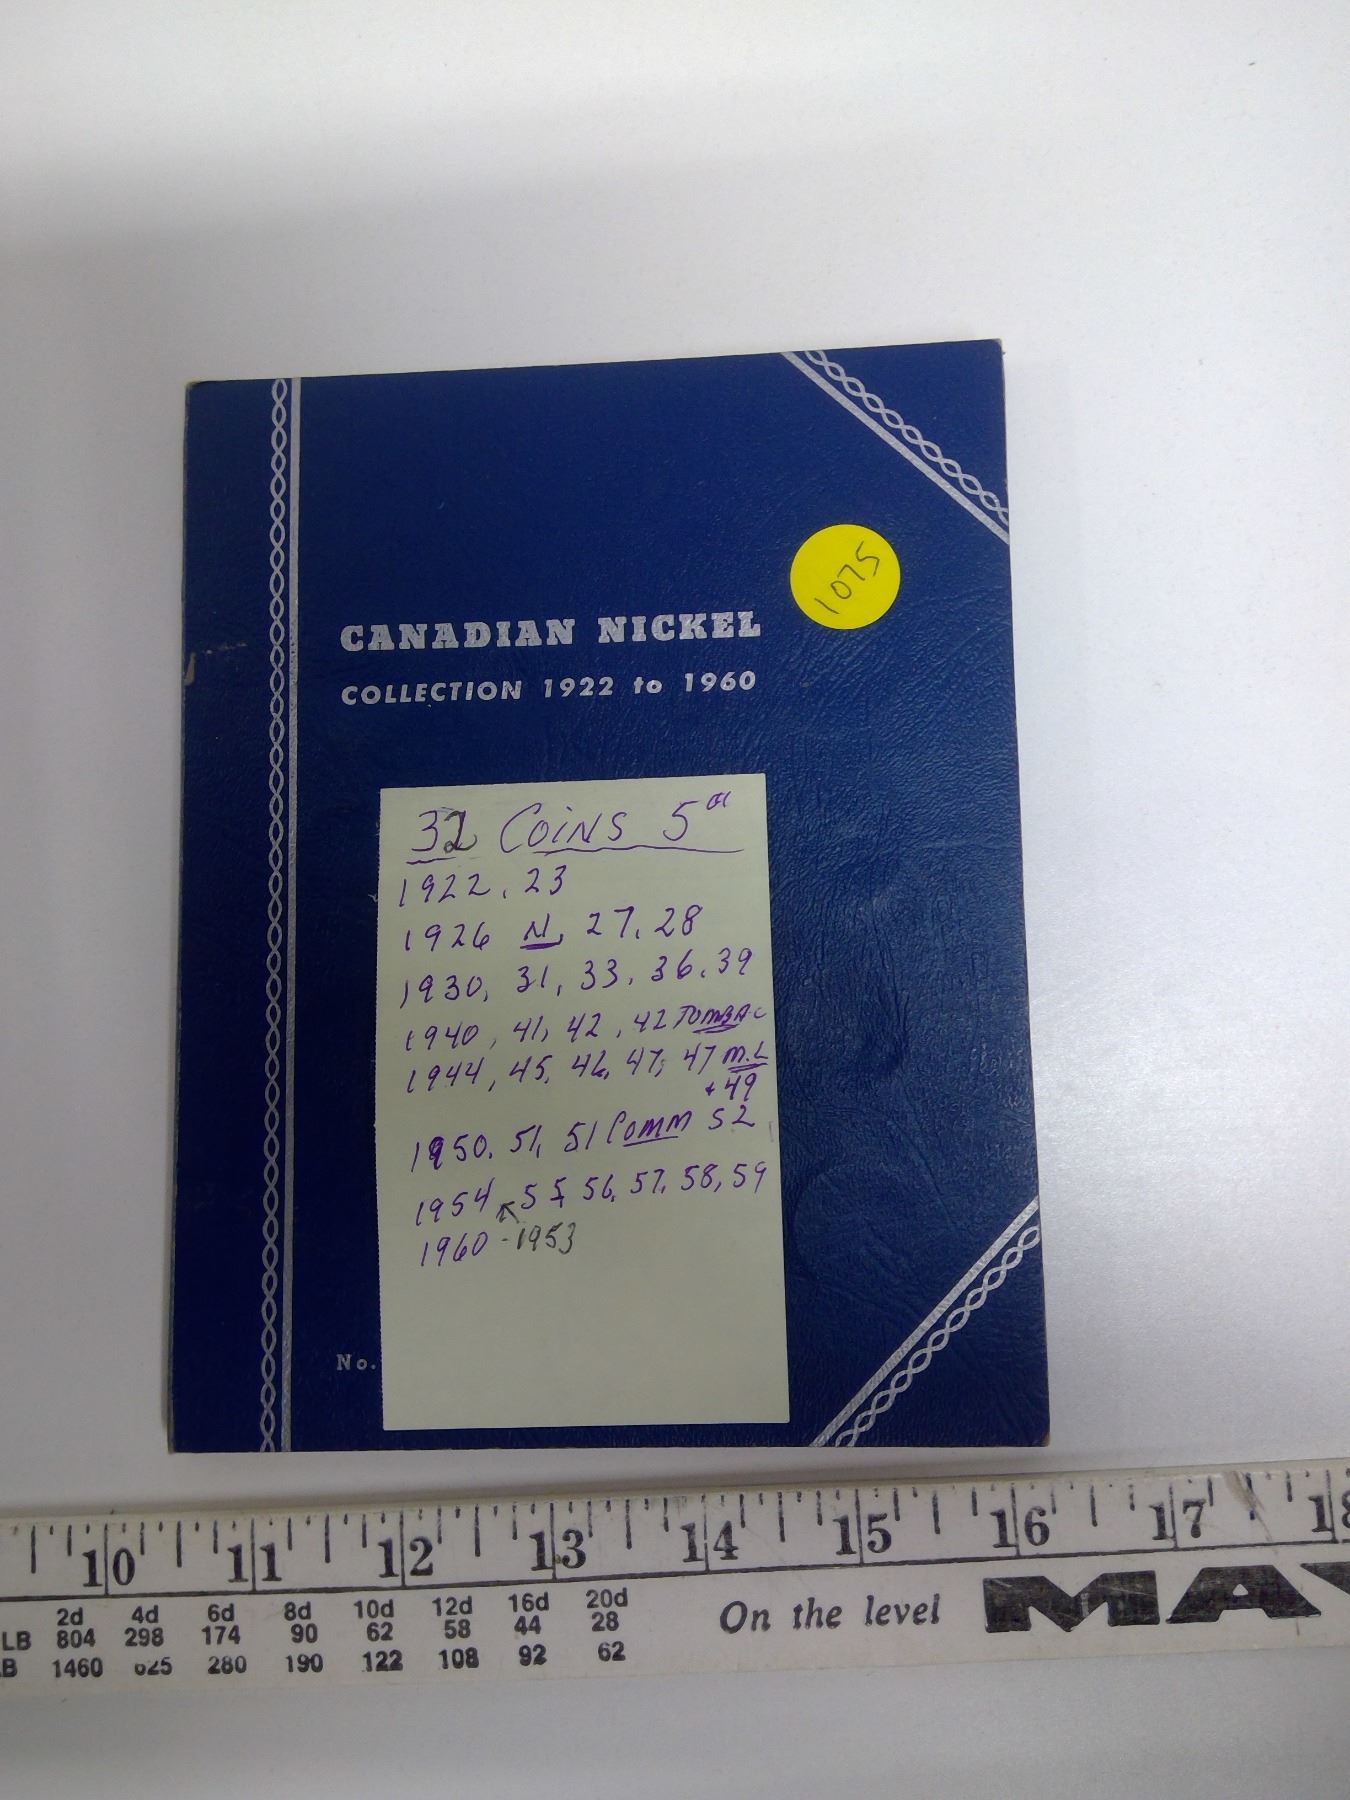 CANADIAN NICKEL
COLLECTION 1922 to 1960
1075
32 Coins 5¢
1922, 23
1926 N, 27, 28
1930, 31, 33, 36, 39
1940, 41, 42, 42 TOMBAC
1944, 45, 46, 47, 47 M.L
+ 49
1950, 51, 51 Comm 52
1954, 55, 56, 57, 58, 59
1960 - 1953
No.
10 11 12 13 14 15 16 17 18
2d 4d 6d 8d 10d 12d 16d 20d
LB 804 298 174 90 62 58 44 28
B 1460 625 280 190 122 108 92 62
On the level